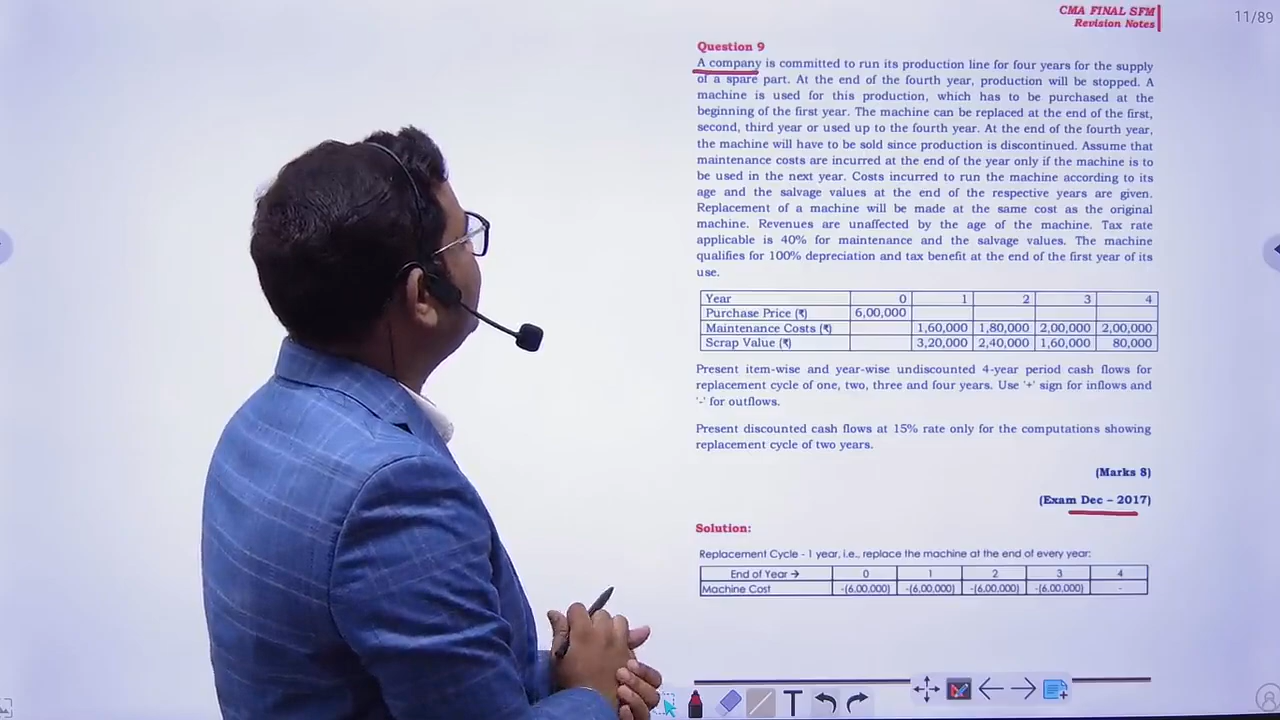 CMA FINAL SFM
Revision Notes
11/89
Question 9
A company is committed to run its production line for four years for the supply
of a spare part. At the end of the fourth year, production will be stopped. A
machine is used for this production, which has to be purchased at the
beginning of the first year. The machine can be replaced at the end of the first,
second, third year or used up to the fourth year. At the end of the fourth year,
the machine will have to be sold since production is discontinued. Assume that
maintenance costs are incurred at the end of the year only if the machine is to
be used in the next year. Costs incurred to run the machine according to its
age and the salvage values at the end of the respective years are given.
Replacement of a machine will be made at the same cost as the original
machine. Revenues are unaffected by the age of the machine. Tax rate
applicable is 40% for maintenance and the salvage values. The machine
qualifies for 100% depreciation and tax benefit at the end of the first year of its
use.
Year 0 1 2 3 4
Purchase Price (₹) 6,00,000
Maintenance Costs (₹) 1,60,000 1,80,000 2,00,000 2,00,000
Scrap Value (₹) 3,20,000 2,40,000 1,60,000 80,000
Present item-wise and year-wise undiscounted 4-year period cash flows for
replacement cycle of one, two, three and four years. Use '+' sign for inflows and
'-' for outflows.
Present discounted cash flows at 15% rate only for the computations showing
replacement cycle of two years.
(Marks 8)
(Exam Dec – 2017)
Solution:
Replacement Cycle - 1 year, i.e., replace the machine at the end of every year:
End of Year → 0 1 2 3 4
Machine Cost -(6,00,000) -(6,00,000) -(6,00,000) -(6,00,000) -
T